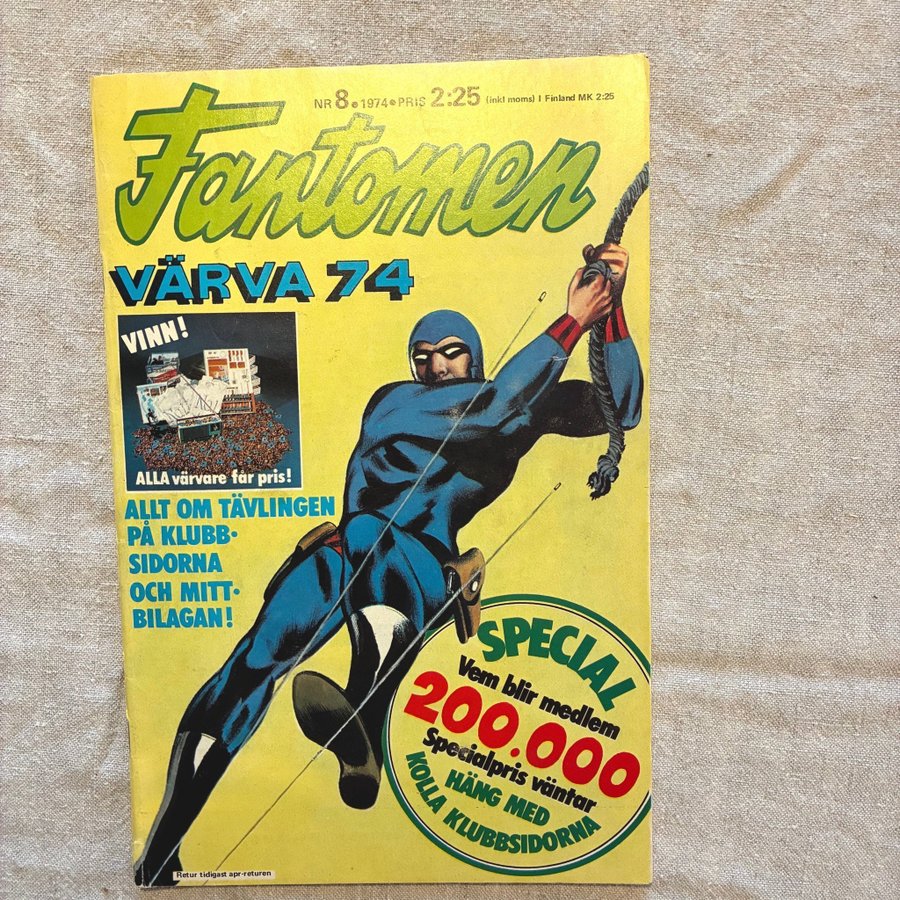 NR 8 • 1974 • PRIS 2:25 (inkl moms) I Finland MK 2:25
Fantomen
VÄRVA 74
VINN!
ALLA värvare får pris!
ALLT OM TÄVLINGEN
PÅ KLUBB-
SIDORNA
OCH MITT-
BILAGAN!
SPECIAL
Vem blir medlem
200.000
Specialpris väntar
HÄNG MED
KOLLA KLUBBSIDORNA
Retur tidigast apr-returen